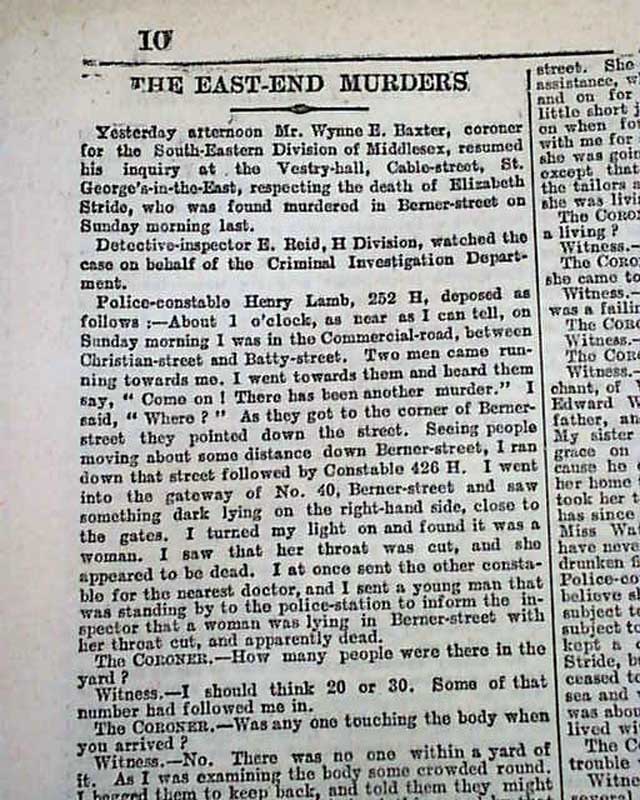 10
THE EAST-END MURDERS
Yesterday afternoon Mr. Wynne E. Baxter, coroner
for the South-Eastern Division of Middlesex, resumed
his inquiry at the Vestry-hall, Cable-street, St.
George's-in-the-East, respecting the death of Elizabeth
Stride, who was found murdered in Berner-street on
Sunday morning last.
Detective-inspector E. Reid, H Division, watched the
case on behalf of the Criminal Investigation Depart-
ment.
Police-constable Henry Lamb, 252 H, deposed as
follows :—About 1 o'clock, as near as I can tell, on
Sunday morning I was in the Commercial-road, between
Christian-street and Batty-street. Two men came run-
ning towards me. I went towards them and heard them
say, " Come on ! There has been another murder." I
said, " Where ? " As they got to the corner of Berner-
street they pointed down the street. Seeing people
moving about some distance down Berner-street, I ran
down that street followed by Constable 426 H. I went
into the gateway of No. 40, Berner-street and saw
something dark lying on the right-hand side, close to
the gates. I turned my light on and found it was a
woman. I saw that her throat was cut, and she
appeared to be dead. I at once sent the other consta-
ble for the nearest doctor, and I sent a young man that
was standing by to the police-station to inform the in-
spector that a woman was lying in Berner-street with
her throat cut, and apparently dead.
The CORONER.—How many people were there in the
yard ?
Witness.—I should think 20 or 30. Some of that
number had followed me in.
The CORONER.—Was any one touching the body when
you arrived ?
Witness.—No. There was no one within a yard of
it. As I was examining the body some crowded round.
I begged them to keep back, and told them they might
street. She
assistance, w
and on for
little short j
on when fo
with me for
she was goin
except that
the tailors a
she was livi
The CORO
a living ?
Witness.—
The CORO
she came to
Witness.—
was a failin
The CORO
Witness.—
The CORO
Witness.—
chant, of
Edward W
father, an
My sister
grace on
cause he
her home
took her t
has since
Miss Wat
have neve
drunken fi
Police-co
believe sh
subject t
subject to
kept a c
Stride, b
ceased to
sea and
was abou
lived wit
The C
trouble
Witne
several